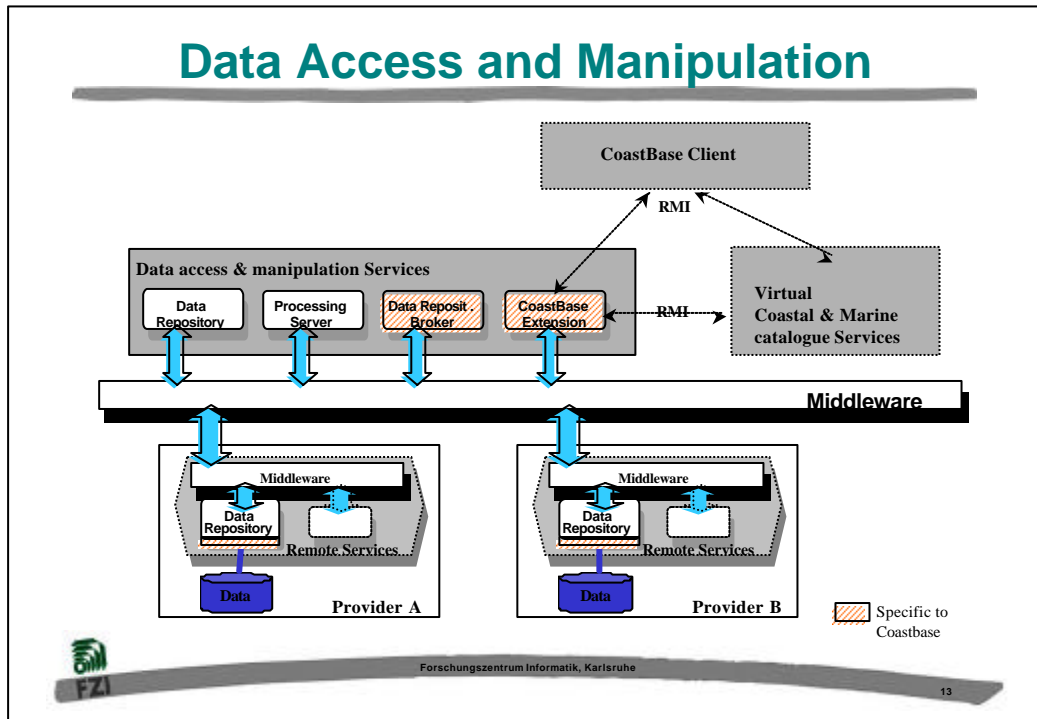 Data Access and Manipulation
CoastBase Client
RMI
Data access & manipulation Services
Data
Repository
Processing
Server
Data Reposit .
Broker
CoastBase
Extension
RMI
Virtual
Coastal & Marine
catalogue Services
Middleware
Middleware
Data
Repository
Remote Services
Data
Provider A
Middleware
Data
Repository
Remote Services
Data
Provider B
Specific to
Coastbase
FZI
Forschungszentrum Informatik, Karlsruhe
13